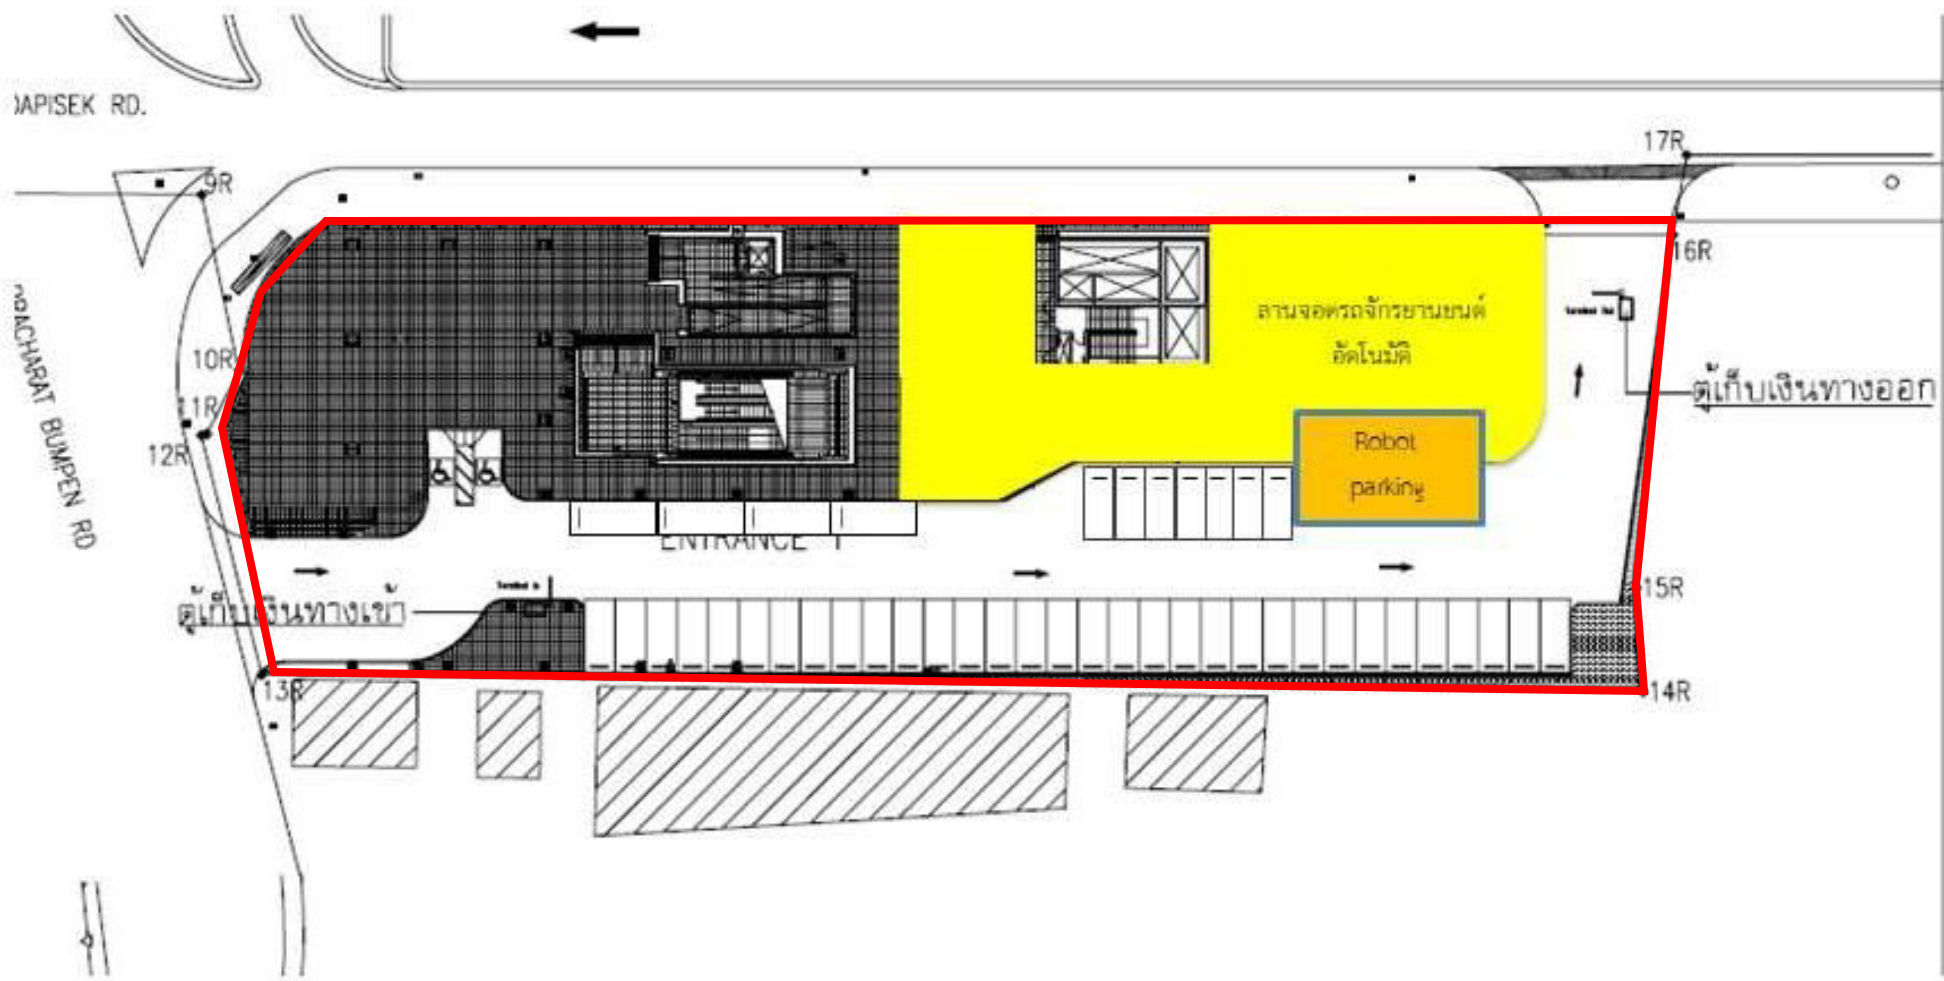 DAPISEK RD.
17R
9R
16R
ลานจอดรถจักรยานยนต์
อัตโนมัติ
10R
ตู้เก็บเงินทางออก
11R
12R
PRACHARAT BUMPEN RD
Robot
parking
ENTRANCE 1
15R
ตู้เก็บเงินทางเข้า
13R
14R